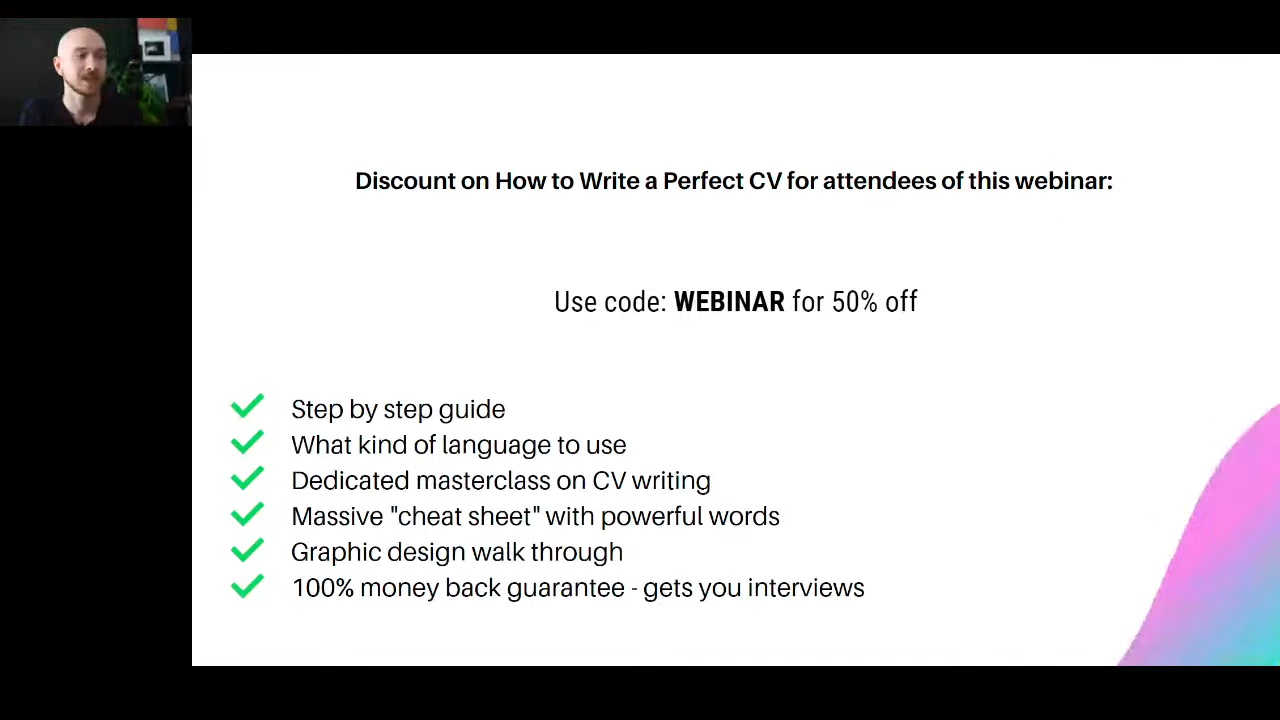 Discount on How to Write a Perfect CV for attendees of this webinar:
Use code: WEBINAR for 50% off
Step by step guide
What kind of language to use
Dedicated masterclass on CV writing
Massive "cheat sheet" with powerful words
Graphic design walk through
100% money back guarantee - gets you interviews